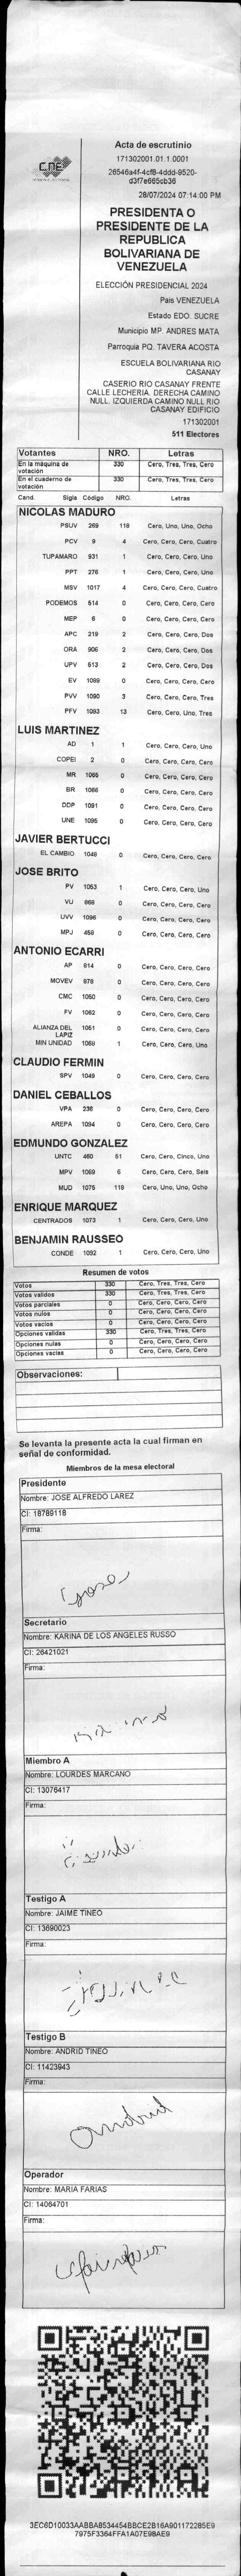 CNE
Acta de escrutinio
171302001.01.1.0001
26546a4f-4cf8-4ddd-9520-
d3f7e665cb36
28/07/2024 07:14:00 PM
PRESIDENTA O
PRESIDENTE DE LA
REPUBLICA
BOLIVARIANA DE
VENEZUELA
ELECCIÓN PRESIDENCIAL 2024
Pais VENEZUELA
Estado EDO. SUCRE
Municipio MP. ANDRES MATA
Parroquia PQ. TAVERA ACOSTA
ESCUELA BOLIVARIANA RIO
CASANAY
CASERIO RIO CASANAY FRENTE
CALLE LECHERIA. DERECHA CAMINO
NULL. IZQUIERDA CAMINO NULL RIO
CASANAY EDIFICIO
171302001
511 Electores
Votantes NRO. Letras
En la máquina de votación 330 Cero, Tres, Tres, Cero
En el cuaderno de votación 330 Cero, Tres, Tres, Cero
Cand. Sigla Código NRO. Letras
NICOLAS MADURO
PSUV 269 118 Cero, Uno, Uno, Ocho
PCV 9 4 Cero, Cero, Cero, Cuatro
TUPAMARO 931 1 Cero, Cero, Cero, Uno
PPT 276 1 Cero, Cero, Cero, Uno
MSV 1017 4 Cero, Cero, Cero, Cuatro
PODEMOS 514 0 Cero, Cero, Cero, Cero
MEP 6 0 Cero, Cero, Cero, Cero
APC 219 2 Cero, Cero, Cero, Dos
ORA 906 2 Cero, Cero, Cero, Dos
UPV 513 2 Cero, Cero, Cero, Dos
EV 1089 0 Cero, Cero, Cero, Cero
PVV 1090 3 Cero, Cero, Cero, Tres
PFV 1093 13 Cero, Cero, Uno, Tres
LUIS MARTINEZ
AD 1 1 Cero, Cero, Cero, Uno
COPEI 2 0 Cero, Cero, Cero, Cero
MR 1065 0 Cero, Cero, Cero, Cero
BR 1066 0 Cero, Cero, Cero, Cero
DDP 1091 0 Cero, Cero, Cero, Cero
UNE 1095 0 Cero, Cero, Cero, Cero
JAVIER BERTUCCI
EL CAMBIO 1048 0 Cero, Cero, Cero, Cero
JOSE BRITO
PV 1053 1 Cero, Cero, Cero, Uno
VU 868 0 Cero, Cero, Cero, Cero
UVV 1096 0 Cero, Cero, Cero, Cero
MPJ 458 0 Cero, Cero, Cero, Cero
ANTONIO ECARRI
AP 814 0 Cero, Cero, Cero, Cero
MOVEV 878 0 Cero, Cero, Cero, Cero
CMC 1050 0 Cero, Cero, Cero, Cero
FV 1062 0 Cero, Cero, Cero, Cero
ALIANZA DEL LAPIZ 1051 0 Cero, Cero, Cero, Cero
MIN UNIDAD 1068 1 Cero, Cero, Cero, Uno
CLAUDIO FERMIN
SPV 1049 0 Cero, Cero, Cero, Cero
DANIEL CEBALLOS
VPA 236 0 Cero, Cero, Cero, Cero
AREPA 1094 0 Cero, Cero, Cero, Cero
EDMUNDO GONZALEZ
UNTC 460 51 Cero, Cero, Cinco, Uno
MPV 1069 6 Cero, Cero, Cero, Seis
MUD 1075 118 Cero, Uno, Uno, Ocho
ENRIQUE MARQUEZ
CENTRADOS 1073 1 Cero, Cero, Cero, Uno
BENJAMIN RAUSSEO
CONDE 1092 1 Cero, Cero, Cero, Uno
Resumen de votos
Votos 330 Cero, Tres, Tres, Cero
Votos validos 330 Cero, Tres, Tres, Cero
Votos parciales 0 Cero, Cero, Cero, Cero
Votos nulos 0 Cero, Cero, Cero, Cero
Votos vacios 0 Cero, Cero, Cero, Cero
Opciones validas 330 Cero, Tres, Tres, Cero
Opciones nulas 0 Cero, Cero, Cero, Cero
Opciones vacias 0 Cero, Cero, Cero, Cero
Observaciones:
Se levanta la presente acta la cual firman en
señal de conformidad.
Miembros de la mesa electoral
Presidente
Nombre: JOSE ALFREDO LAREZ
CI: 18789118
Firma:
Jose
Secretario
Nombre: KARINA DE LOS ANGELES RUSSO
CI: 26421021
Firma:
Miembro A
Nombre: LOURDES MARCANO
CI: 13076417
Firma:
Testigo A
Nombre: JAIME TINEO
CI: 13690023
Firma:
Testigo B
Nombre: ANDRID TINEO
CI: 11423943
Firma:
Andrid
Operador
Nombre: MARIA FARIAS
CI: 14064701
Firma:
3EC6D10033AABBA8534454BBCE2B16A901172285E9
7975F3364FFA1A07E98AE9